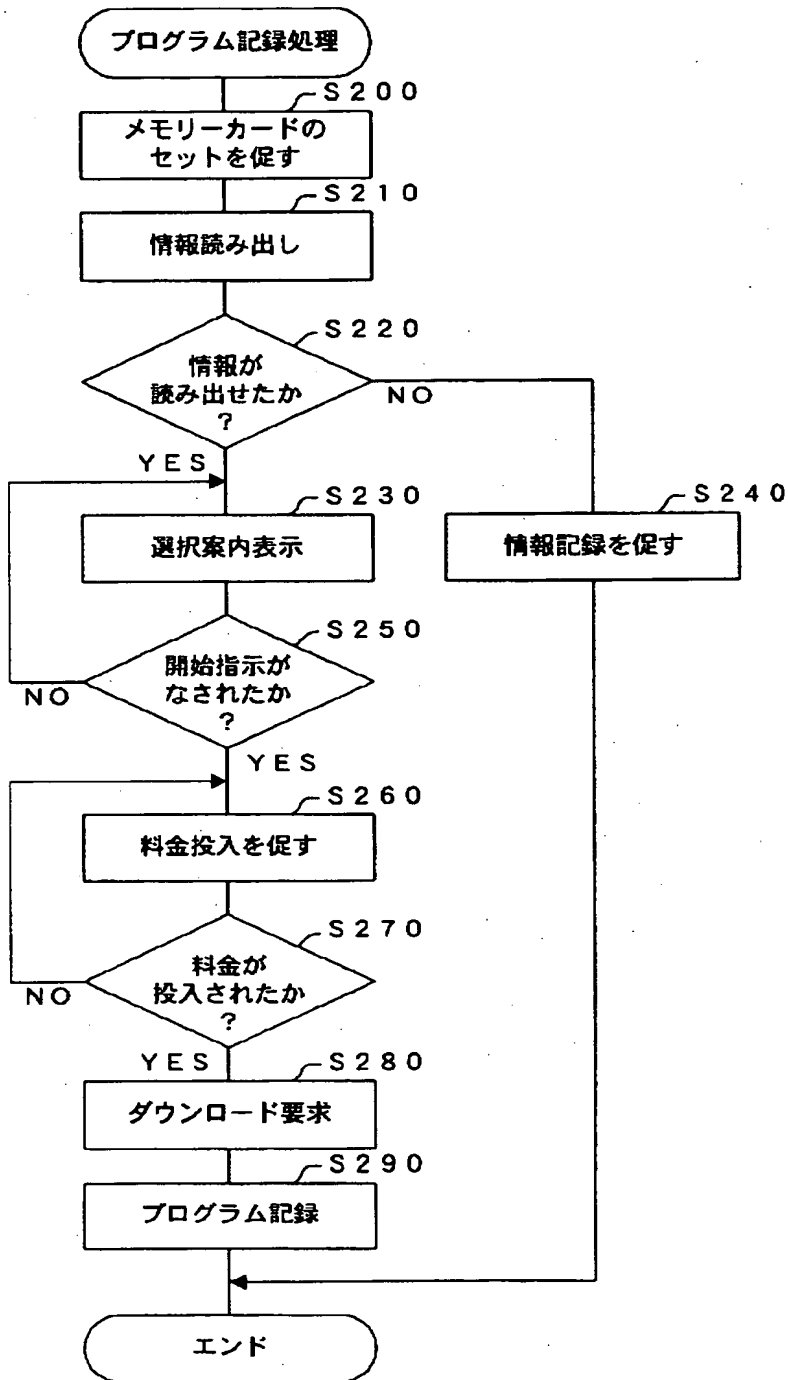 プログラム記録処理
S200
メモリーカードの
セットを促す
S210
情報読み出し
S220
情報が
読み出せたか
?
NO
YES
S230
選択案内表示
S240
情報記録を促す
S250
開始指示が
なされたか
?
NO
YES
S260
料金投入を促す
S270
料金が
投入されたか
?
NO
YES
S280
ダウンロード要求
S290
プログラム記録
エンド